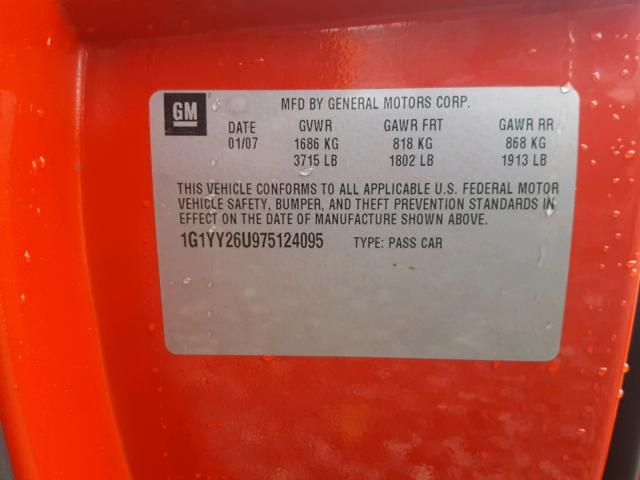 GM
MFD BY GENERAL MOTORS CORP.
DATE GVWR GAWR FRT GAWR RR
01/07 1686 KG 818 KG 868 KG
3715 LB 1802 LB 1913 LB
THIS VEHICLE CONFORMS TO ALL APPLICABLE U.S. FEDERAL MOTOR
VEHICLE SAFETY, BUMPER, AND THEFT PREVENTION STANDARDS IN
EFFECT ON THE DATE OF MANUFACTURE SHOWN ABOVE.
1G1YY26U975124095 TYPE: PASS CAR